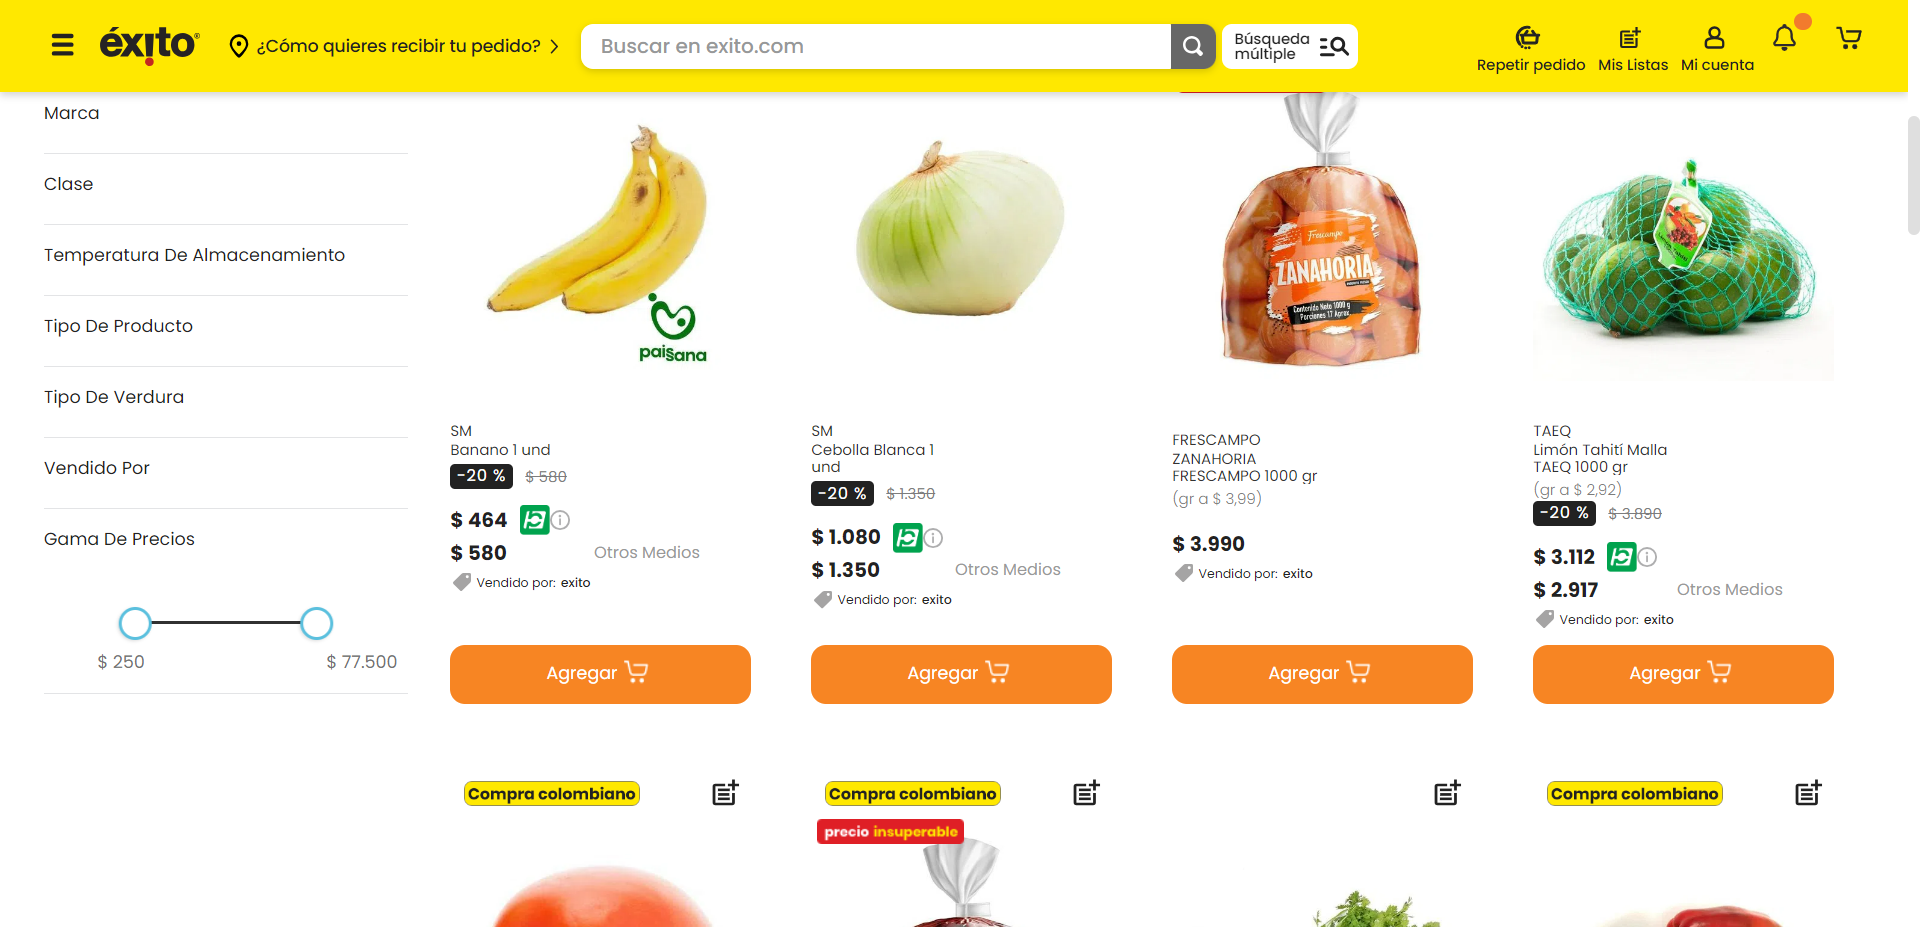 éxito
¿Cómo quieres recibir tu pedido?
Buscar en exito.com
Búsqueda
múltiple
Repetir pedido
Mis Listas
Mi cuenta
Marca
Clase
Temperatura De Almacenamiento
Tipo De Producto
Tipo De Verdura
Vendido Por
Gama De Precios
$ 250
$ 77.500
paissana
SM
Banano 1 und
-20 %
$ 580
$ 464
$ 580
Otros Medios
Vendido por: exito
Agregar
SM
Cebolla Blanca 1
und
-20 %
$ 1.350
$ 1.080
$ 1.350
Otros Medios
Vendido por: exito
Agregar
Frescampo
ZANAHORIA
Contenido Neto 1000 g
Porciones 17 Aprox.
FRESCAMPO
ZANAHORIA
FRESCAMPO 1000 gr
(gr a $ 3,99)
$ 3.990
Vendido por: exito
Agregar
TAEQ
Limón Tahití Malla
TAEQ 1000 gr
(gr a $ 2,92)
-20 %
$ 3.890
$ 3.112
$ 2.917
Otros Medios
Vendido por: exito
Agregar
Compra colombiano
Compra colombiano
precio insuperable
Compra colombiano